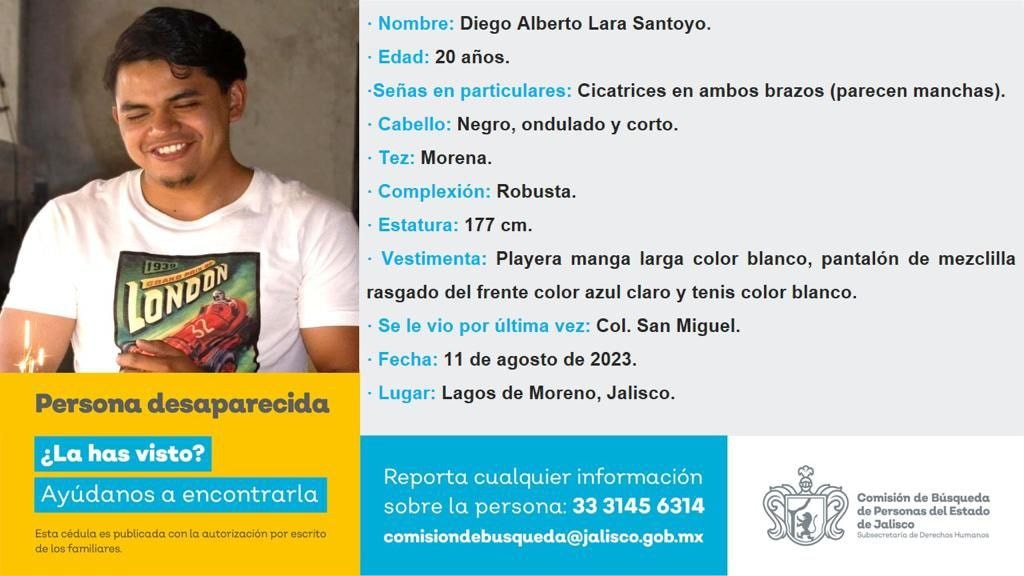 · Nombre: Diego Alberto Lara Santoyo.
· Edad: 20 años.
·Señas en particulares: Cicatrices en ambos brazos (parecen manchas).
· Cabello: Negro, ondulado y corto.
· Tez: Morena.
· Complexión: Robusta.
· Estatura: 177 cm.
· Vestimenta: Playera manga larga color blanco, pantalón de mezclilla
rasgado del frente color azul claro y tenis color blanco.
· Se le vio por última vez: Col. San Miguel.
· Fecha: 11 de agosto de 2023.
· Lugar: Lagos de Moreno, Jalisco.
1939
GRAND PRIX OF
LONDON
32
Persona desaparecida
¿La has visto?
Ayúdanos a encontrarla
Esta cédula es publicada con la autorización por escrito
de los familiares.
Reporta cualquier información
sobre la persona: 33 3145 6314
comisiondebusqueda@jalisco.gob.mx
Comisión de Búsqueda
de Personas del Estado
de Jalisco
Subsecretaría de Derechos Humanos